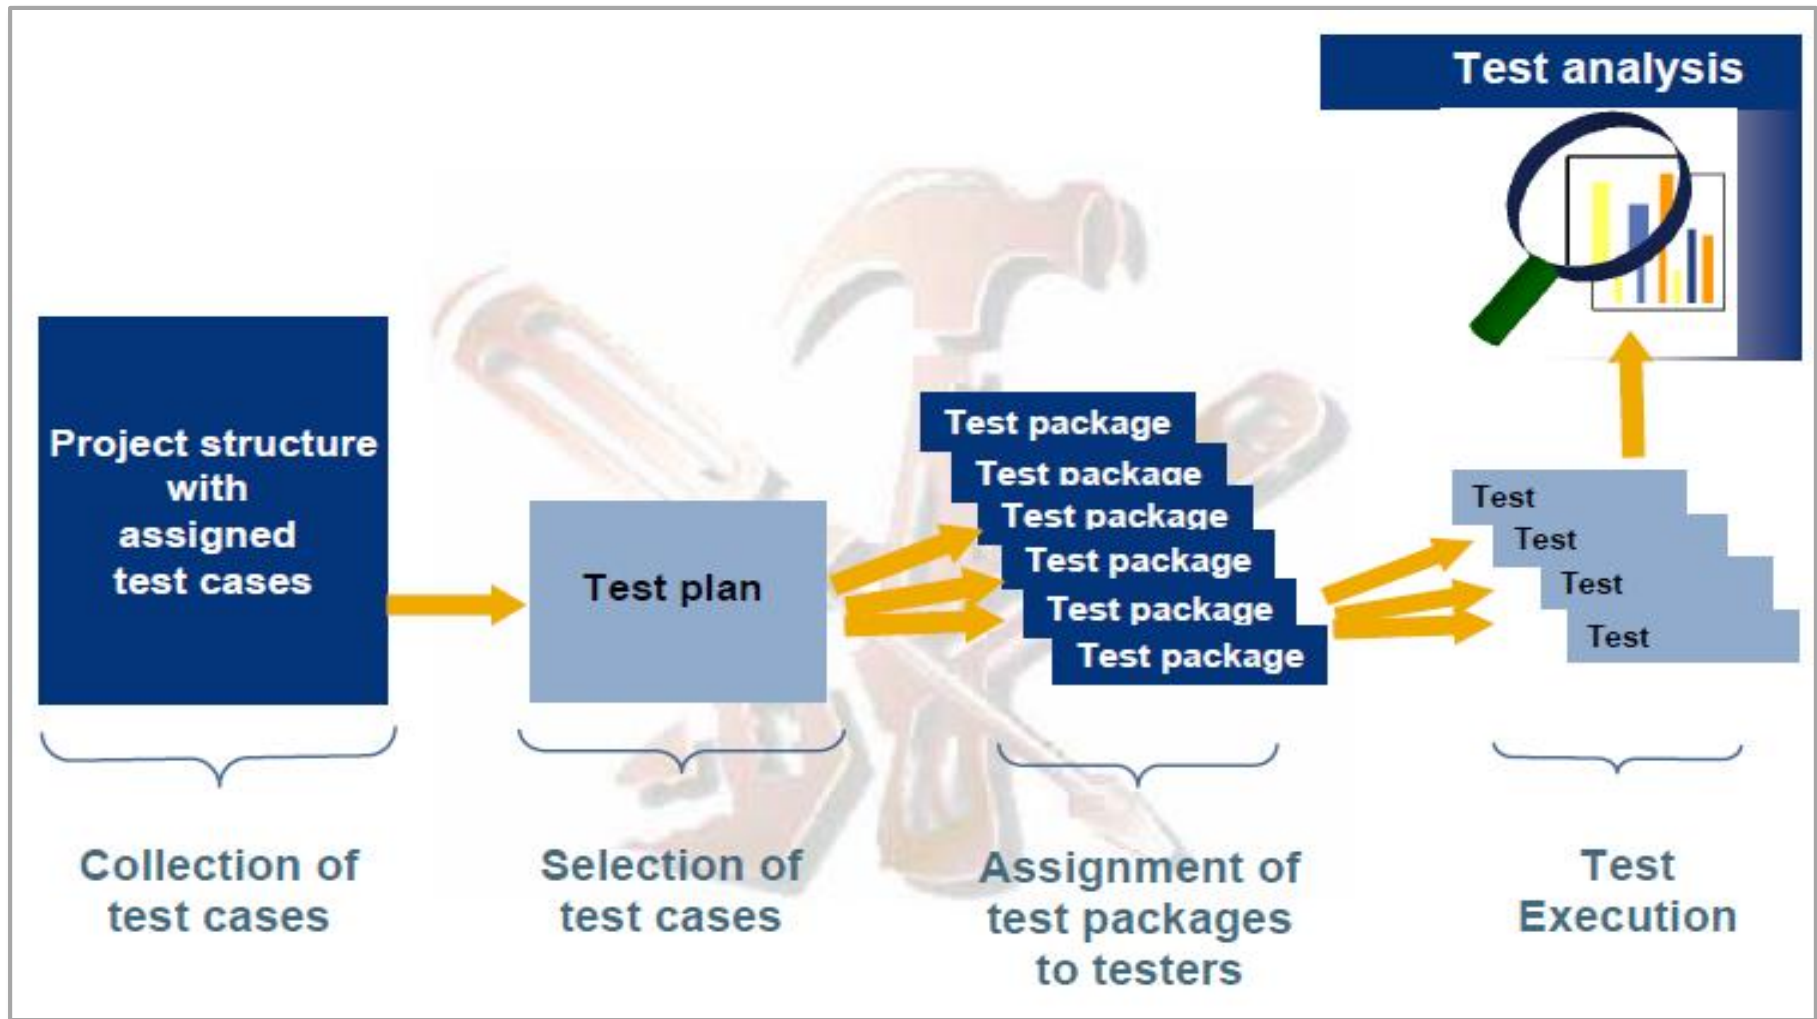 Test analysis
Project structure
with
assigned
test cases
Test plan
Test package
Test package
Test package
Test package
Test package
Test package
Test
Test
Test
Test
Collection of
test cases
Selection of
test cases
Assignment of
test packages
to testers
Test
Execution